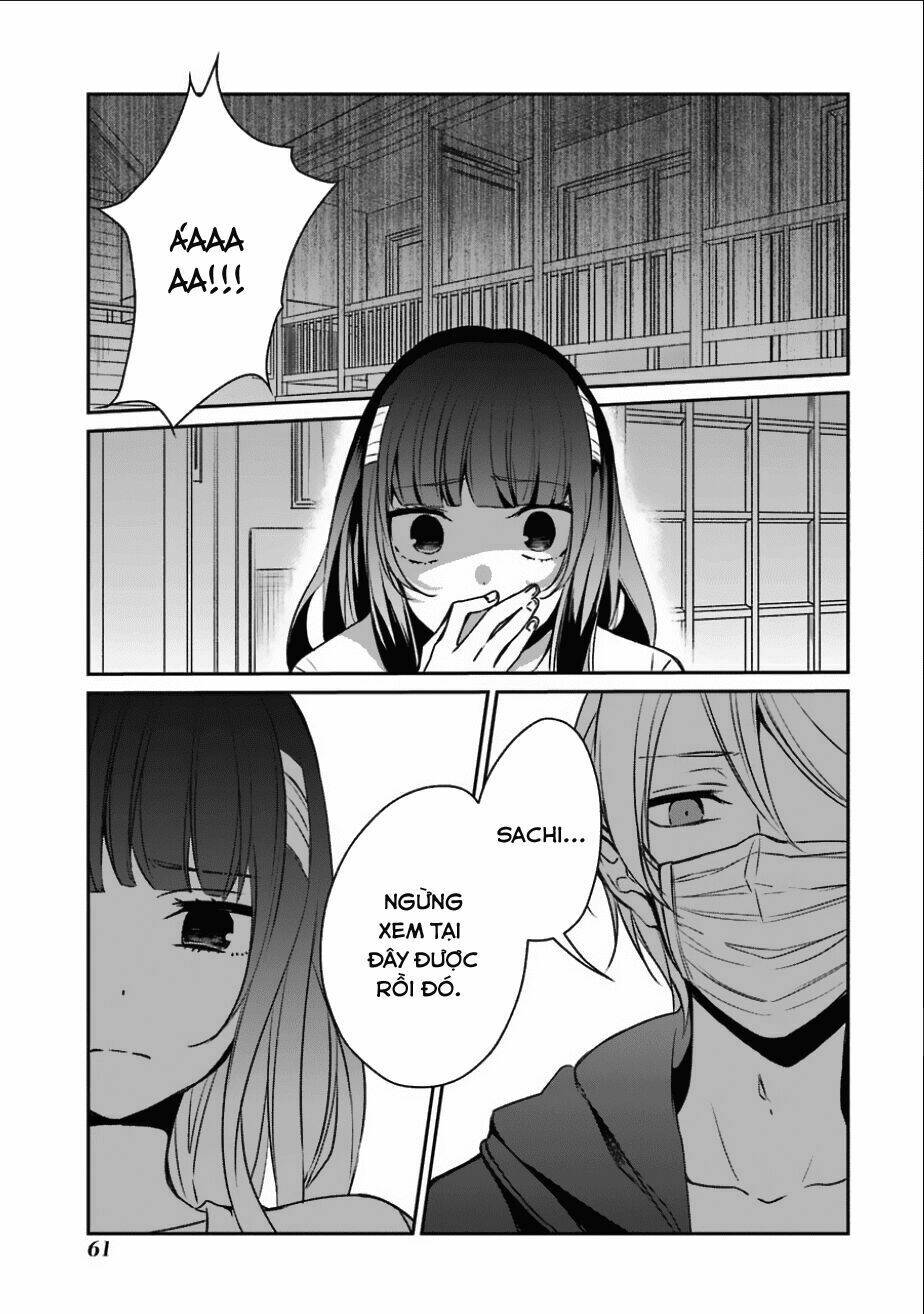 ÁAAA
AA!!!
SACHI...
NGỪNG
XEM TẠI
ĐÂY ĐƯỢC
RỒI ĐÓ.
61